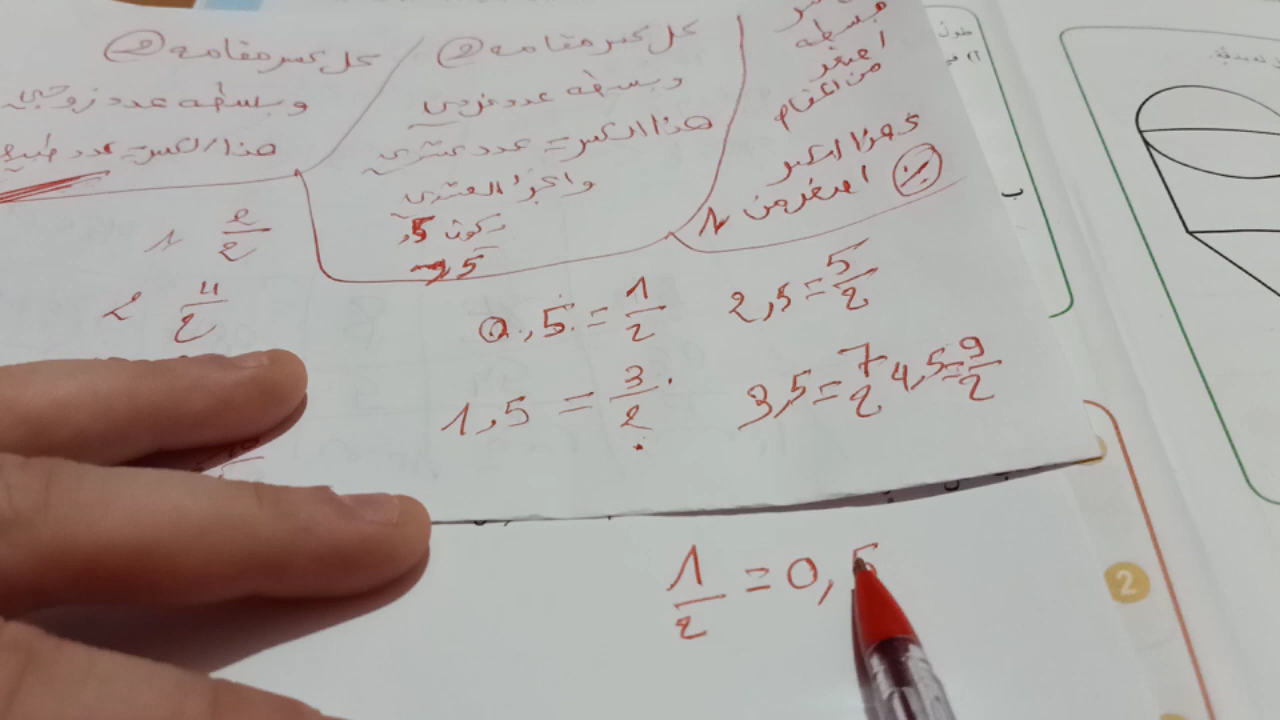 كل كسر مقامه 2
وبسطه عدد فردي
هذا الكسر = عدد عشري
والجزء العشري
يكون 5,
,5
كل كسر مقامه 2
وبسطه عدد زوجي
هذا الكسر = عدد طبيعي
بسطه
أصغر
من المقام
هذا الكسر
أصغر من 1
1 2/2
2 4/2
0,5 = 1/2
2,5 = 5/2
1,5 = 3/2
3,5 = 7/2
4,5 = 9/2
طول
ب
1/2 = 0,5
2